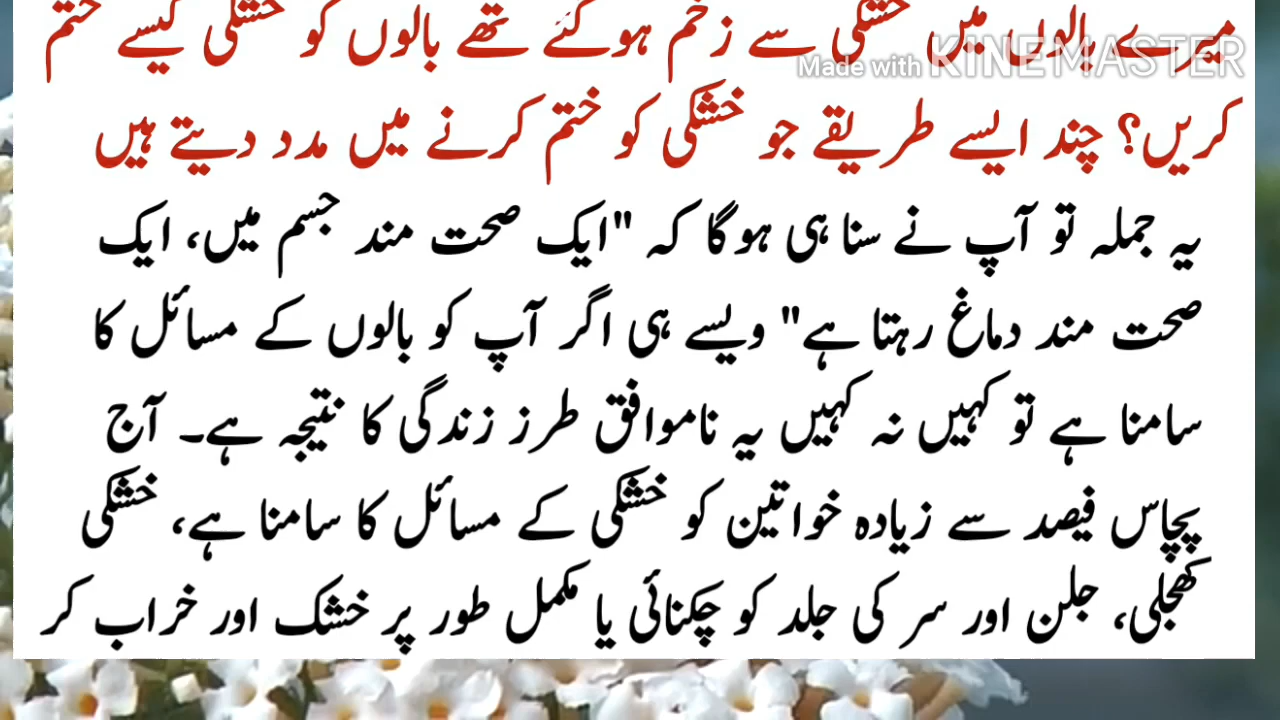 میرے بالوں میں خشکی سے زخم ہوگئے تھے بالوں کو خشکی کیسے ختم
Made with KINEMASTER
کریں؟ چند ایسے طریقے جو خشکی کو ختم کرنے میں مدد دیتے ہیں
یہ جملہ تو آپ نے سنا ہی ہوگا کہ "ایک صحت مند جسم میں، ایک
صحت مند دماغ رہتا ہے" ویسے ہی اگر آپ کو بالوں کے مسائل کا
سامنا ہے تو کہیں نہ کہیں یہ ناموافق طرز زندگی کا نتیجہ ہے۔ آج
پچاس فیصد سے زیادہ خواتین کو خشکی کے مسائل کا سامنا ہے، خشکی
کھجلی، جلن اور سر کی جلد کو چکنائی یا مکمل طور پر خشک اور خراب کر